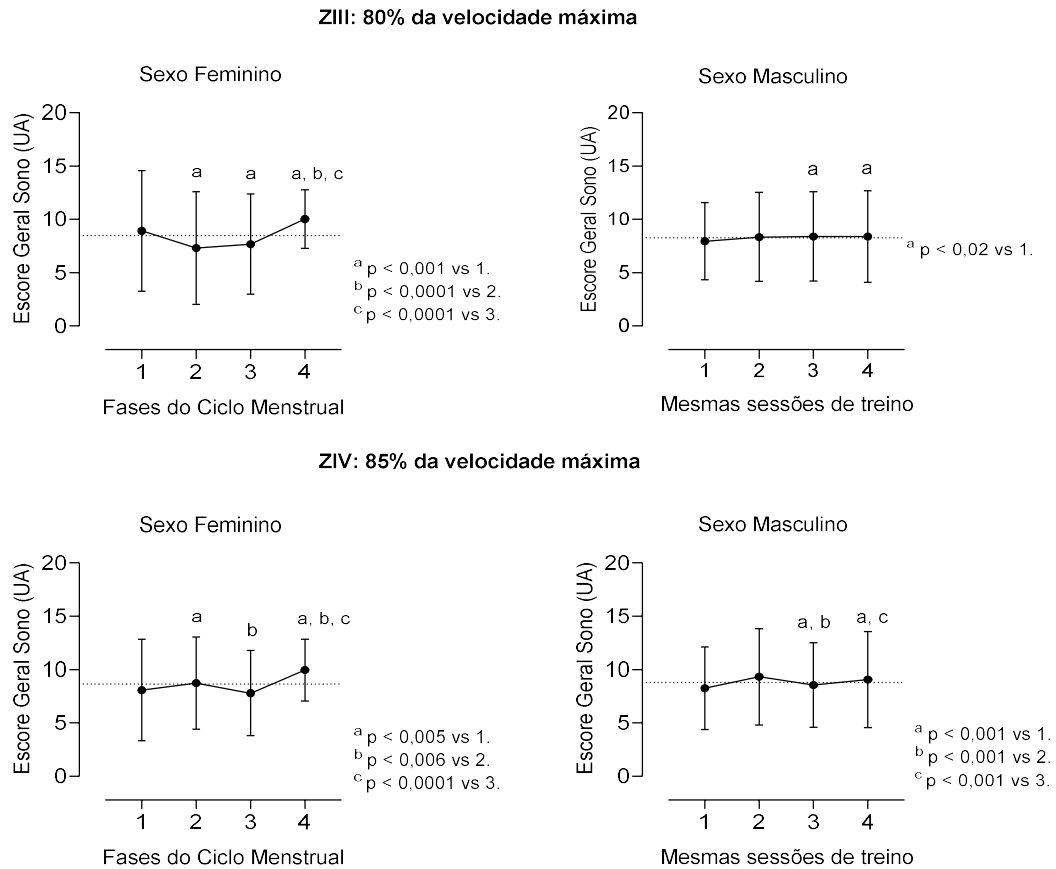 ZIII: 80% da velocidade máxima
Sexo Feminino
Escore Geral Sono (UA)
20
15
10
5
0
a
a
a, b, c
a p < 0,001 vs 1.
b p < 0,0001 vs 2.
c p < 0,0001 vs 3.
1 2 3 4
Fases do Ciclo Menstrual
Sexo Masculino
Escore Geral Sono (UA)
20
15
10
5
0
a
a
a p < 0,02 vs 1.
1 2 3 4
Mesmas sessões de treino
ZIV: 85% da velocidade máxima
Sexo Feminino
Escore Geral Sono (UA)
20
15
10
5
0
a
b
a, b, c
a p < 0,005 vs 1.
b p < 0,006 vs 2.
c p < 0,0001 vs 3.
1 2 3 4
Fases do Ciclo Menstrual
Sexo Masculino
Escore Geral Sono (UA)
20
15
10
5
0
a, b
a, c
a p < 0,001 vs 1.
b p < 0,001 vs 2.
c p < 0,001 vs 3.
1 2 3 4
Mesmas sessões de treino